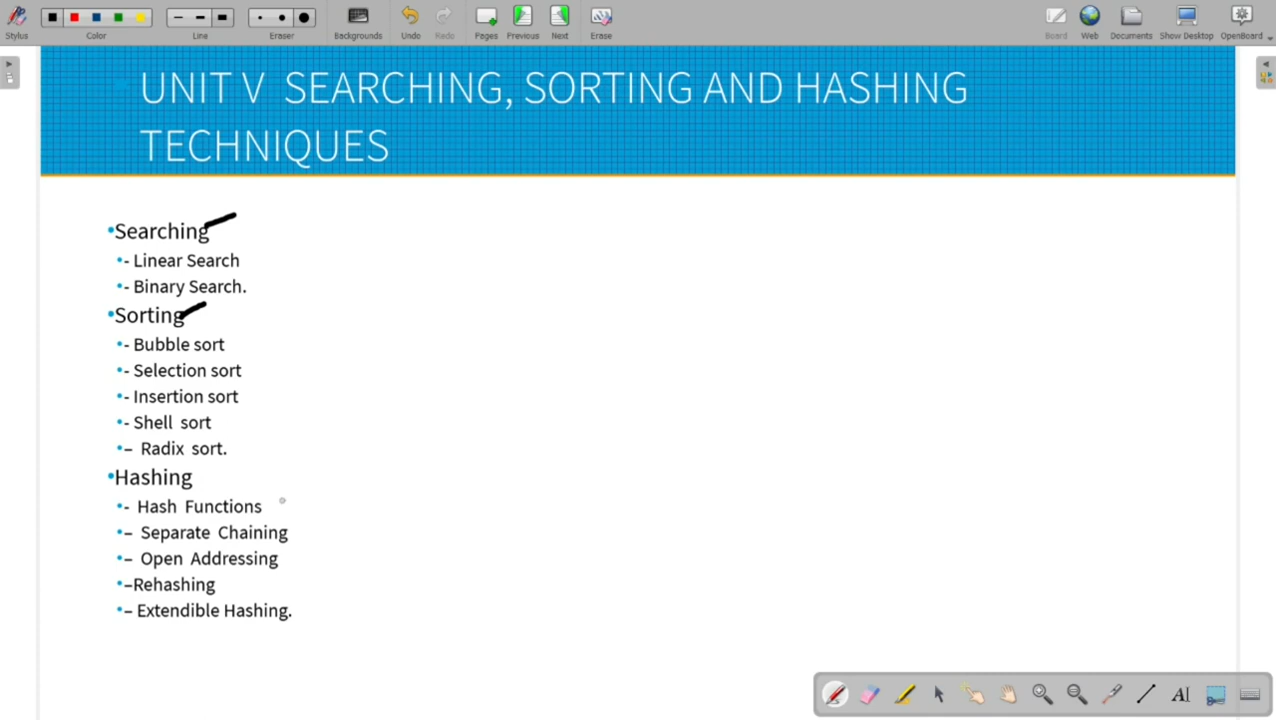 Stylus
Color
Line
Eraser
Backgrounds
Undo
Redo
Pages
Previous
Next
Erase
Board
Web
Documents
Show Desktop
OpenBoard
UNIT V SEARCHING, SORTING AND HASHING
TECHNIQUES
•Searching
•- Linear Search
•- Binary Search.
•Sorting
•- Bubble sort
•- Selection sort
•- Insertion sort
•- Shell sort
•– Radix sort.
•Hashing
•- Hash Functions
•– Separate Chaining
•– Open Addressing
•–Rehashing
•– Extendible Hashing.
AI